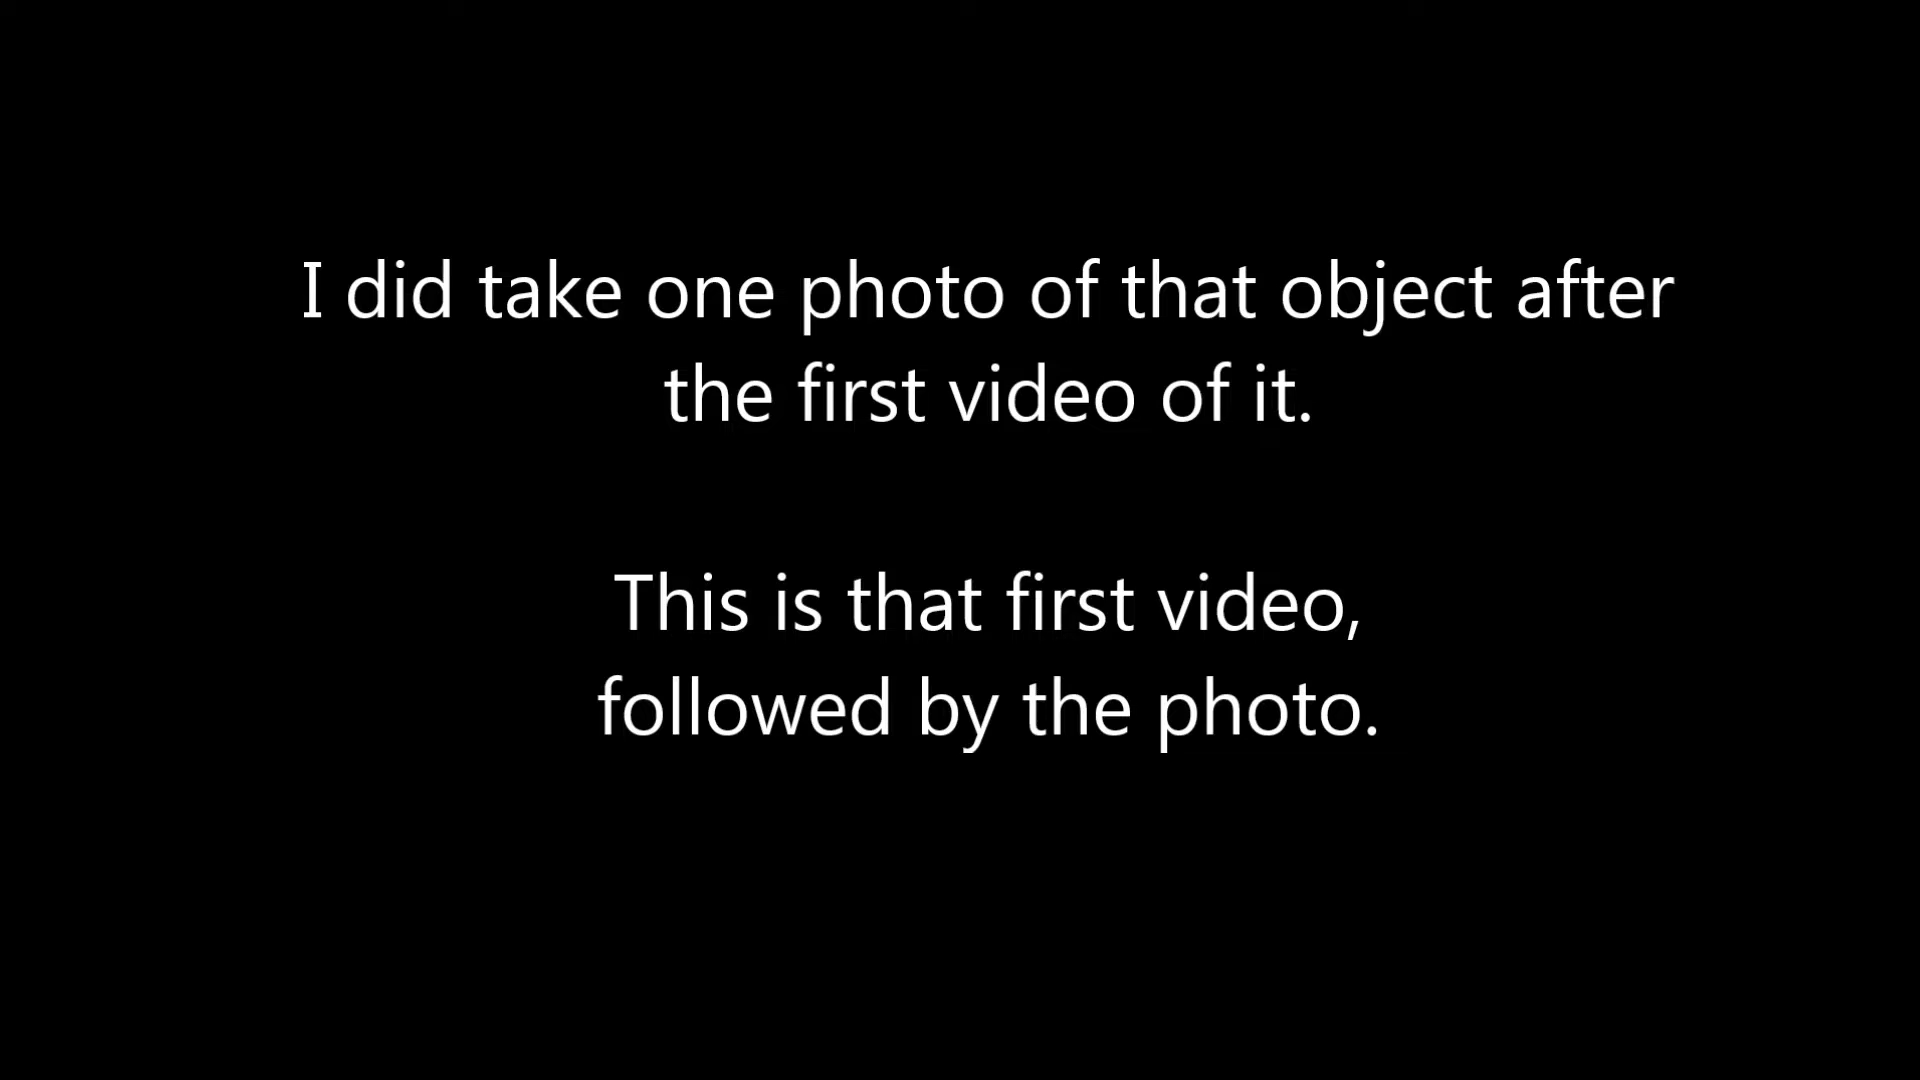 I did take one photo of that object after
the first video of it.
This is that first video,
followed by the photo.